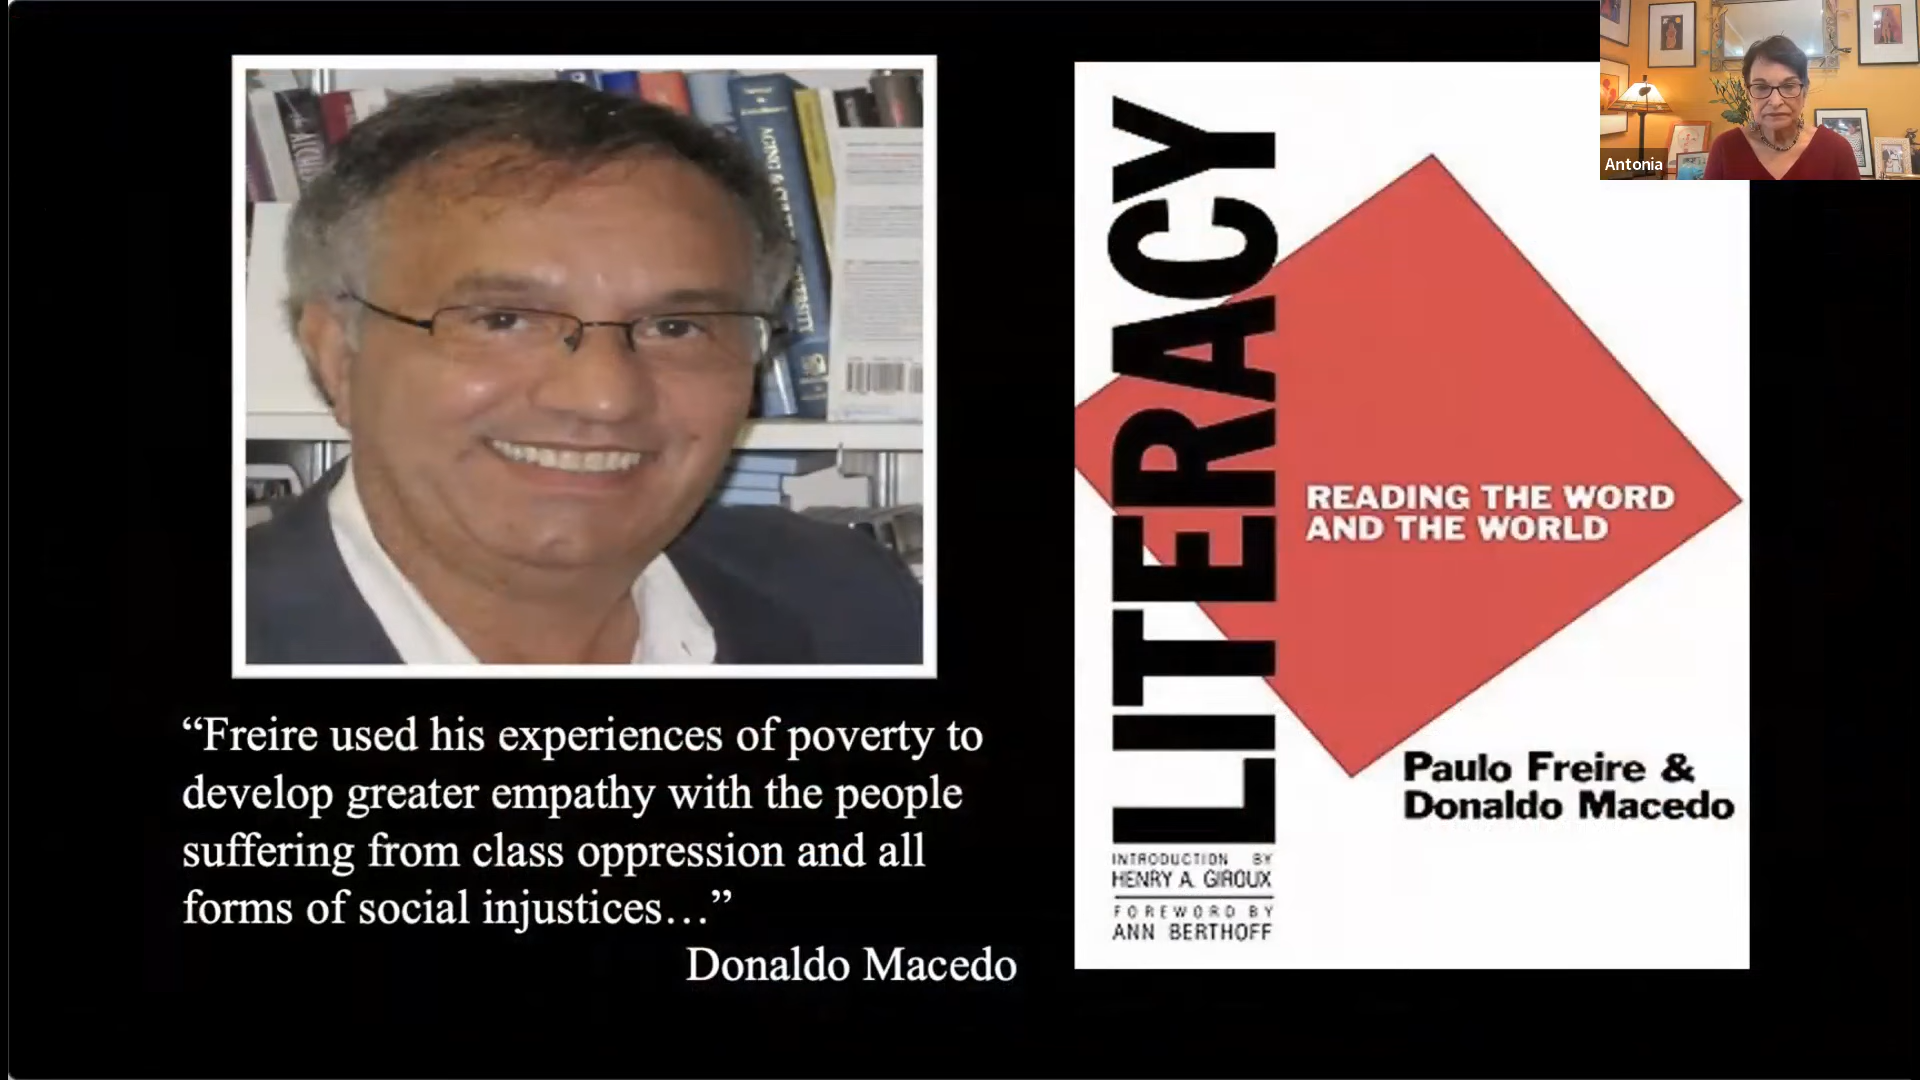 Antonia
“Freire used his experiences of poverty to
develop greater empathy with the people
suffering from class oppression and all
forms of social injustices…”
Donaldo Macedo
LITERACY
READING THE WORD
AND THE WORLD
Paulo Freire &
Donaldo Macedo
INTRODUCTION BY
HENRY A. GIROUX
FOREWORD BY
ANN BERTHOFF